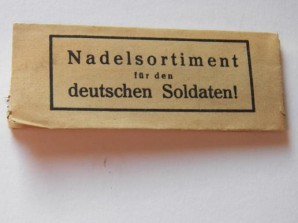 Nadelsortiment
für den
deutschen Soldaten!